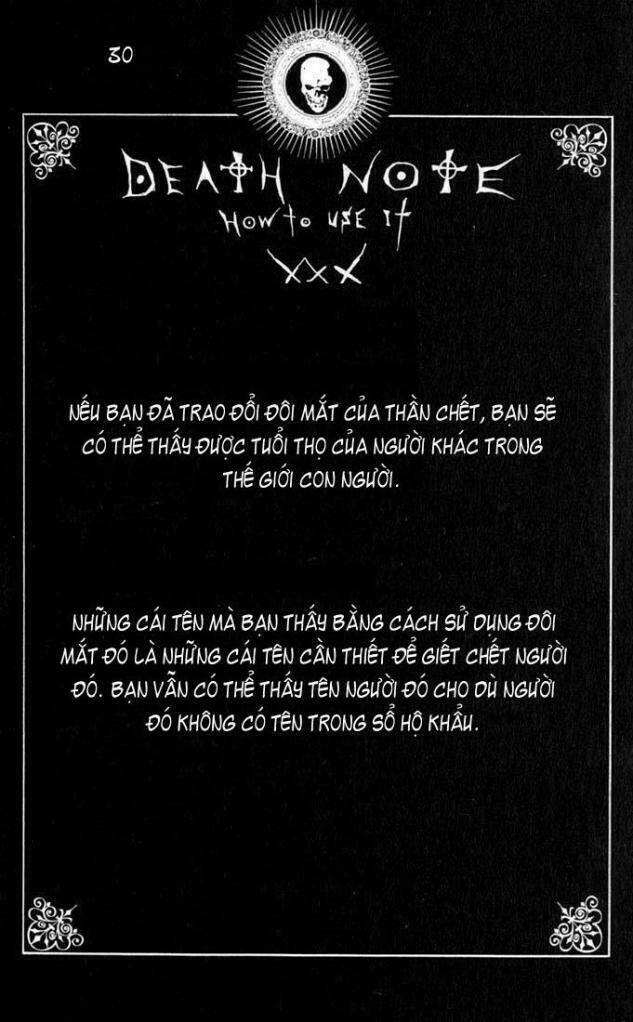 30
DEATH NOTE
HOW TO USE IT
XXX
NẾU BẠN ĐÃ TRAO ĐỔI ĐÔI MẮT CỦA THẦN CHẾT, BẠN SẼ
CÓ THỂ THẤY ĐƯỢC TUỔI THỌ CỦA NGƯỜI KHÁC TRONG
THẾ GIỚI CON NGƯỜI.
NHỮNG CÁI TÊN MÀ BẠN THẤY BẰNG CÁCH SỬ DỤNG ĐÔI
MẮT ĐÓ LÀ NHỮNG CÁI TÊN CẦN THIẾT ĐỂ GIẾT CHẾT NGƯỜI
ĐÓ. BẠN VẪN CÓ THỂ THẤY TÊN NGƯỜI ĐÓ CHO DÙ NGƯỜI
ĐÓ KHÔNG CÓ TÊN TRONG SỔ HỘ KHẨU.